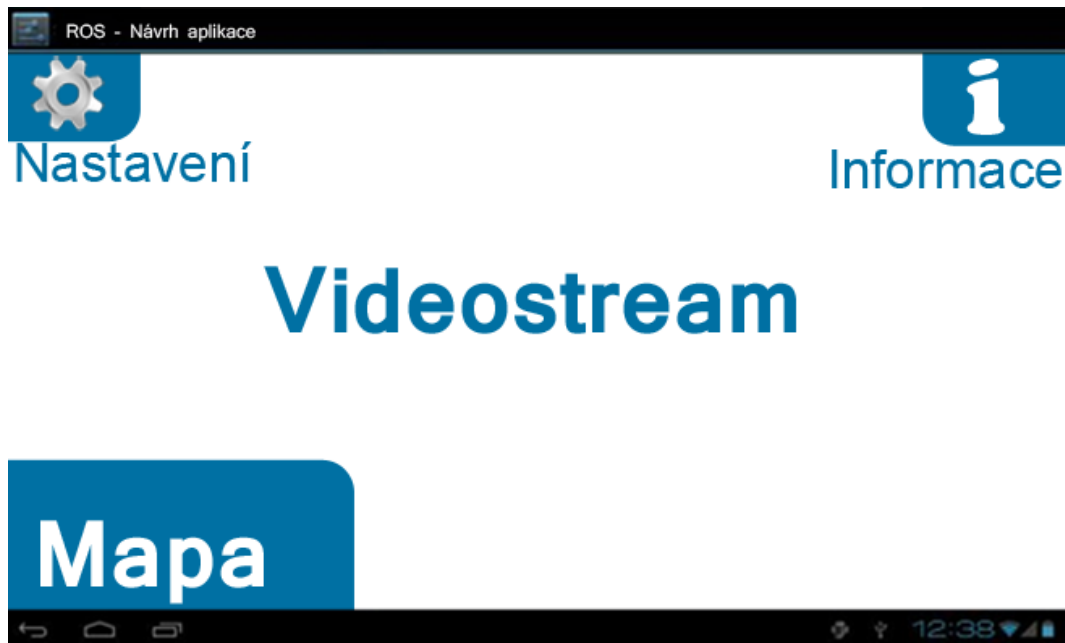 ROS - Návrh aplikace
Nastavení
Informace
Videostream
Mapa
12:38